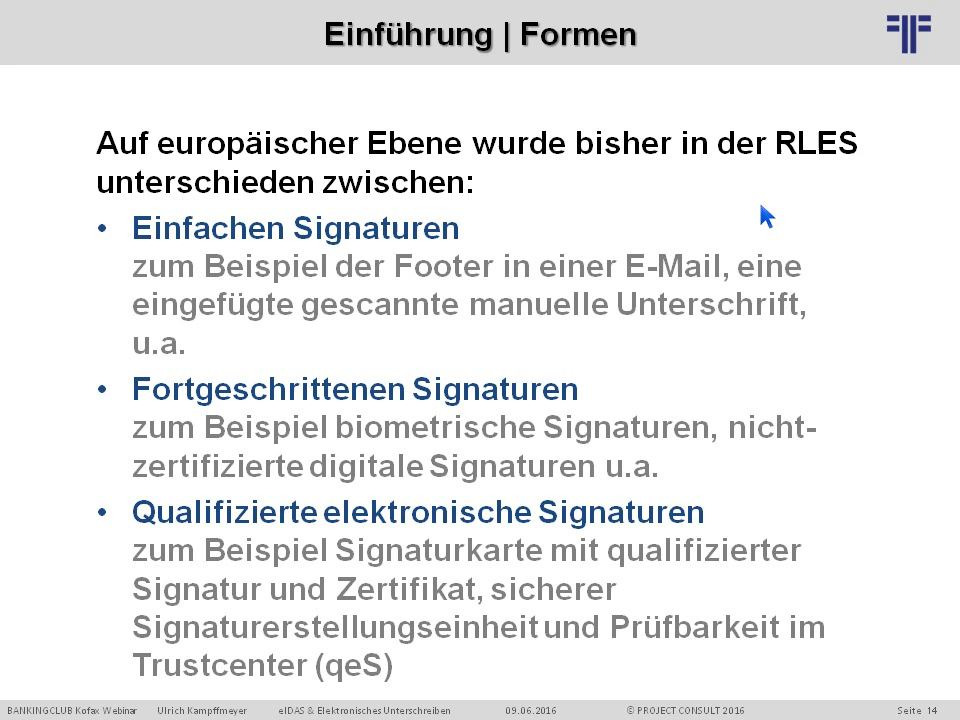 Einführung | Formen
Auf europäischer Ebene wurde bisher in der RLES
unterschieden zwischen:
• Einfachen Signaturen
zum Beispiel der Footer in einer E-Mail, eine
eingefügte gescannte manuelle Unterschrift,
u.a.
• Fortgeschrittenen Signaturen
zum Beispiel biometrische Signaturen, nicht-
zertifizierte digitale Signaturen u.a.
• Qualifizierte elektronische Signaturen
zum Beispiel Signaturkarte mit qualifizierter
Signatur und Zertifikat, sicherer
Signaturerstellungseinheit und Prüfbarkeit im
Trustcenter (qeS)
BANKINGCLUB Kofax Webinar Ulrich Kampffmeyer eIDAS & Elektronisches Unterschreiben 09.06.2016 © PROJECT CONSULT 2016 Seite 14